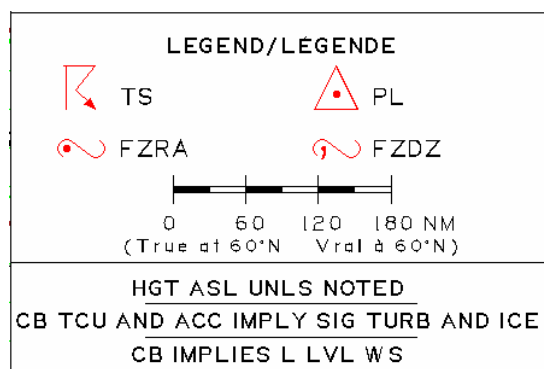 LEGEND/LÉGENDE
TS PL
FZRA FZDZ
0 60 120 180 NM
(True at 60°N Vrai à 60°N)
HGT ASL UNLS NOTED
CB TCU AND ACC IMPLY SIG TURB AND ICE
CB IMPLIES L LVL WS